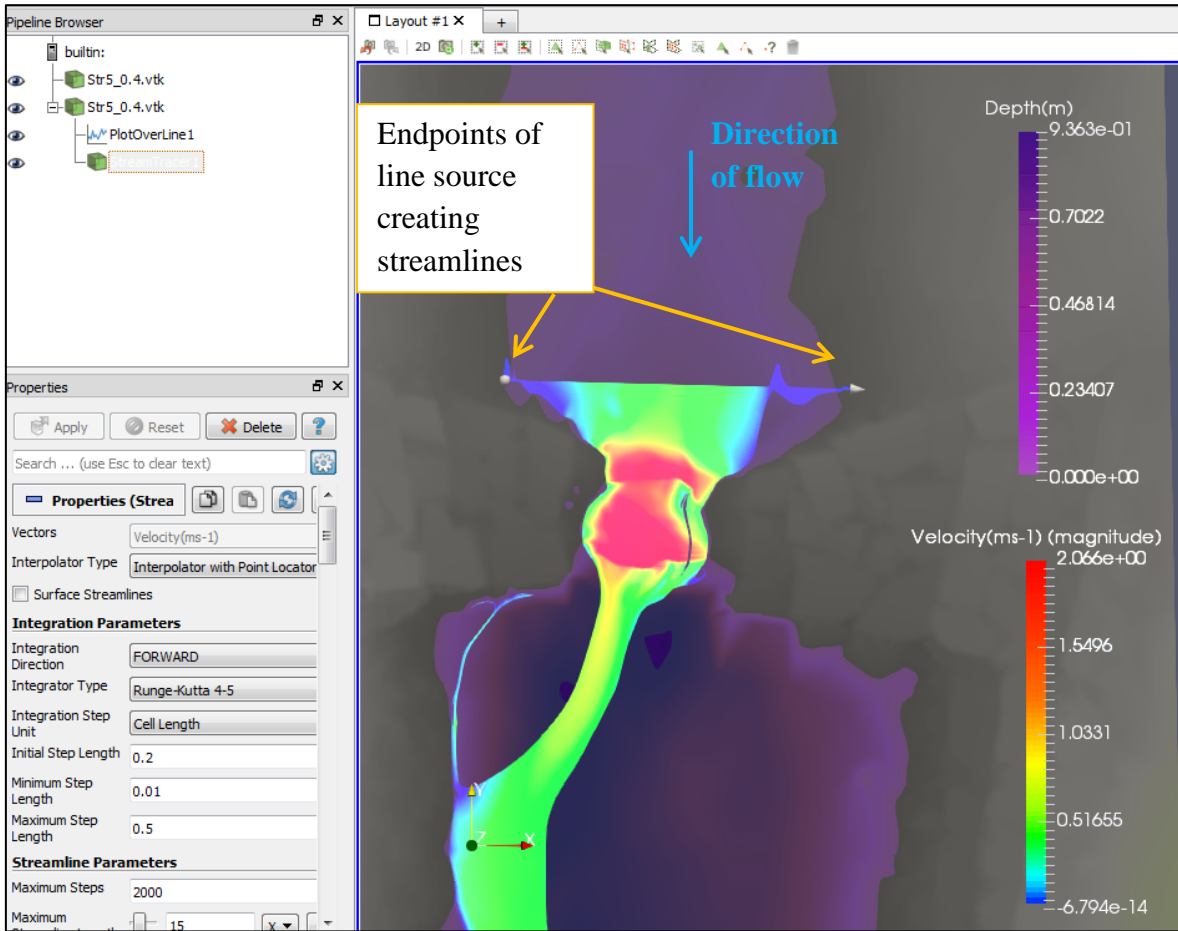 Pipeline Browser
builtin:
Str5_0.4.vtk
Str5_0.4.vtk
PlotOverLine1
StreamTracer1
Properties
Apply
Reset
Delete
?
Search ... (use Esc to clear text)
Properties (Strea
Vectors
Velocity(ms-1)
Interpolator Type
Interpolator with Point Locator
Surface Streamlines
Integration Parameters
Integration
Direction
FORWARD
Integrator Type
Runge-Kutta 4-5
Integration Step
Unit
Cell Length
Initial Step Length
0.2
Minimum Step
Length
0.01
Maximum Step
Length
0.5
Streamline Parameters
Maximum Steps
2000
Maximum
15
X
Layout #1
+
2D
Endpoints of
line source
creating
streamlines
Direction
of flow
Depth(m)
9.363e-01
0.7022
0.46814
0.23407
0.000e+00
Velocity(ms-1) (magnitude)
2.066e+00
1.5496
1.0331
0.51655
-6.794e-14
Y
Z
X